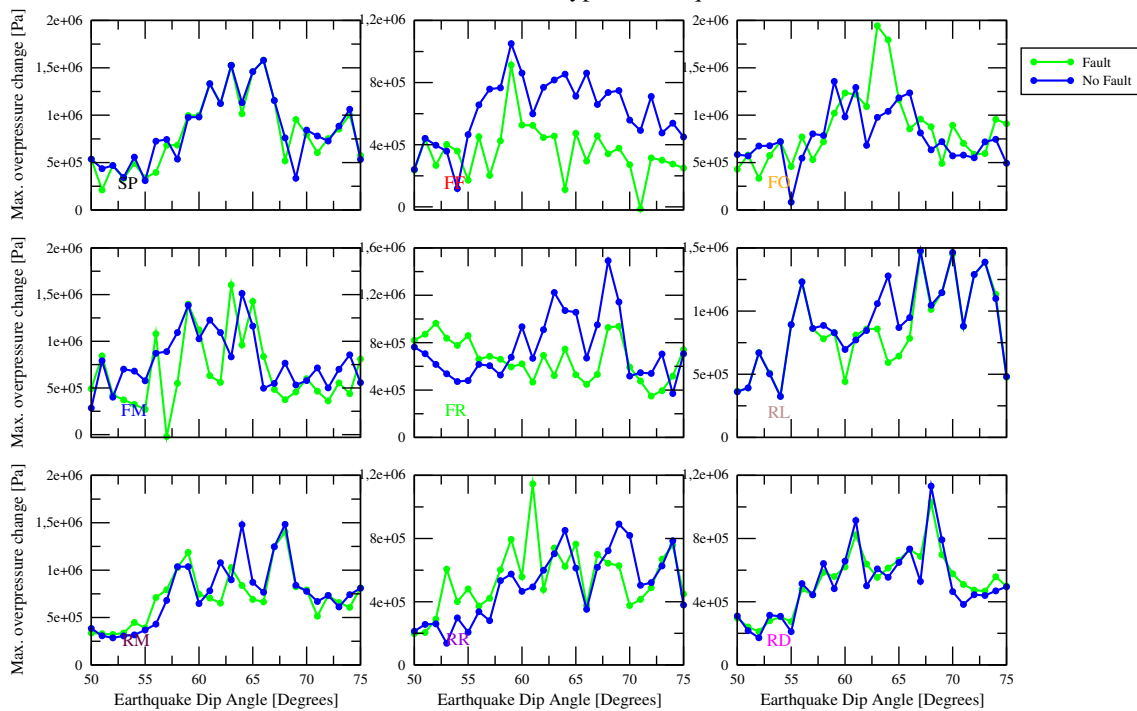 Max. overpressure change [Pa]
2e+06
1,5e+06
1e+06
5e+05
0
SP
1,2e+06
8e+05
4e+05
0
FF
2e+06
1,5e+06
1e+06
5e+05
0
FO
Fault
No Fault
Max. overpressure change [Pa]
2e+06
1,5e+06
1e+06
5e+05
0
FM
1,6e+06
1,2e+06
8e+05
4e+05
0
FR
1,5e+06
1e+06
5e+05
0
RL
Max. overpressure change [Pa]
2e+06
1,5e+06
1e+06
5e+05
0
RM
50 55 60 65 70 75
Earthquake Dip Angle [Degrees]
1,2e+06
8e+05
4e+05
0
RR
50 55 60 65 70 75
Earthquake Dip Angle [Degrees]
1,2e+06
8e+05
4e+05
0
RD
50 55 60 65 70 75
Earthquake Dip Angle [Degrees]